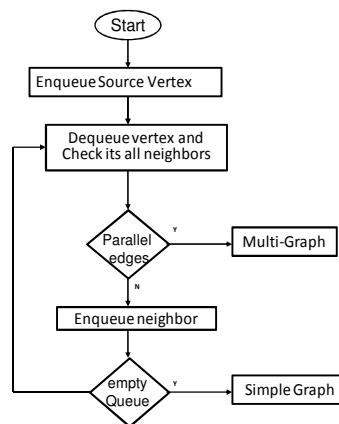 Start
Enqueue Source Vertex
Dequeue vertex and
Check its all neighbors
Parallel
edges
Y
Multi-Graph
N
Enqueue neighbor
empty
Queue
Y
Simple Graph